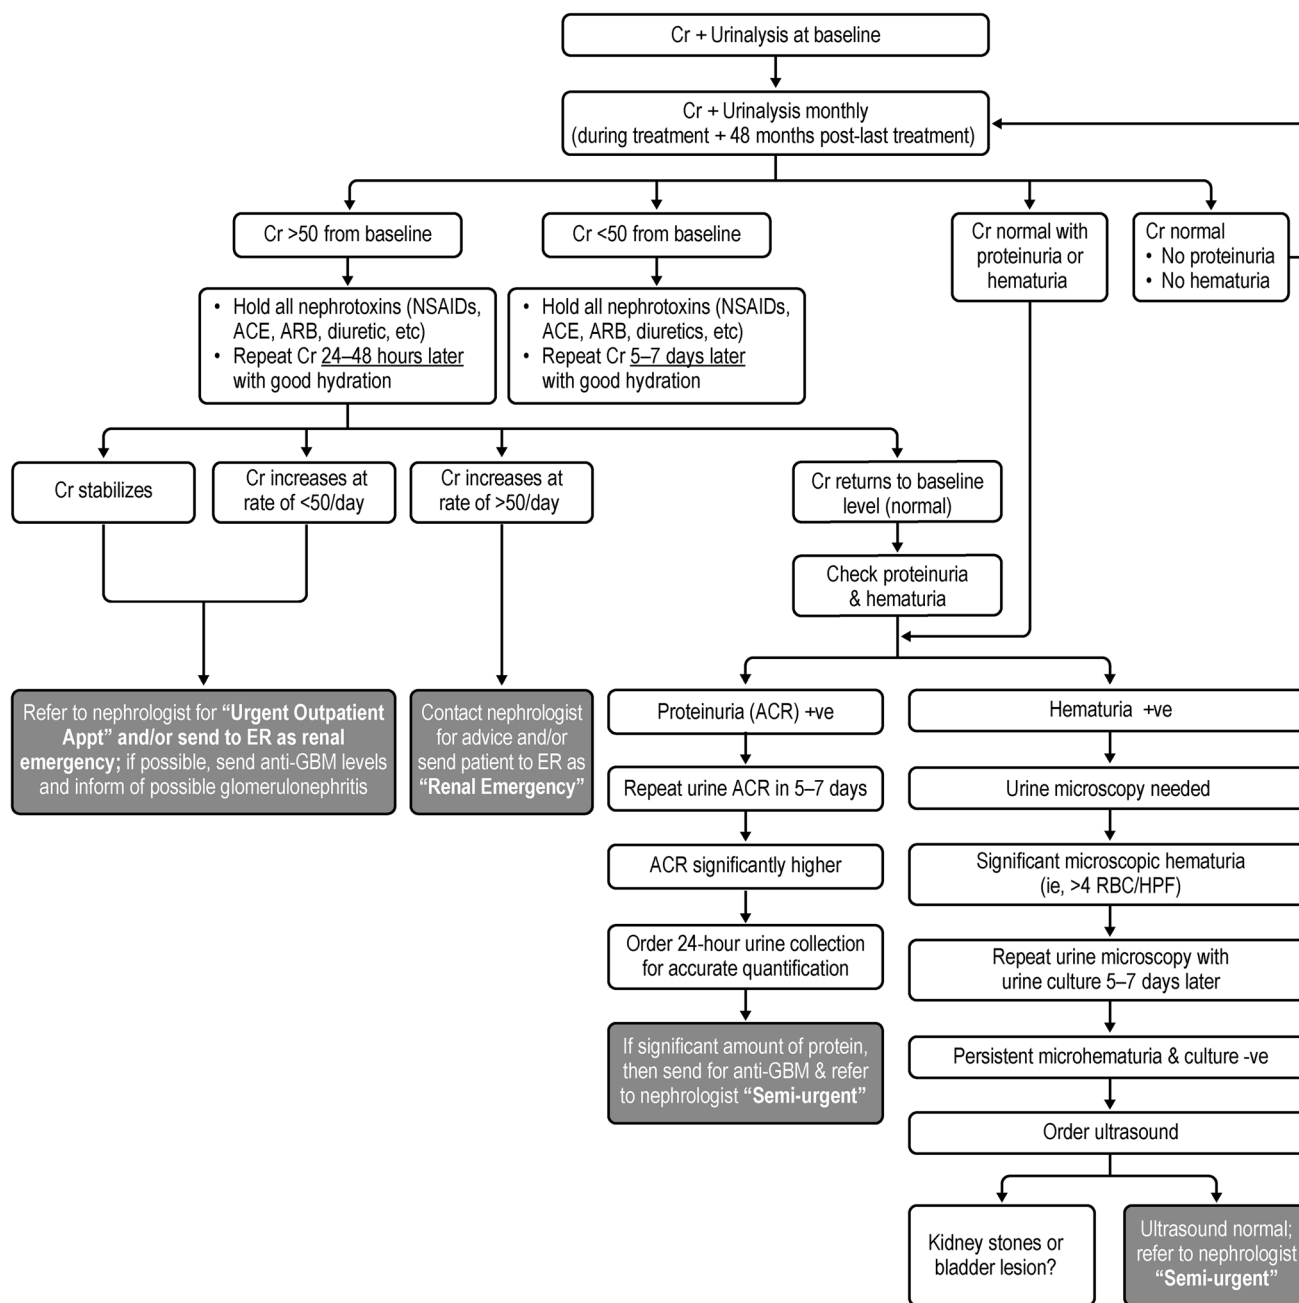 Cr + Urinalysis at baseline
Cr + Urinalysis monthly
(during treatment + 48 months post-last treatment)
Cr >50 from baseline
Cr <50 from baseline
Cr normal with
proteinuria or
hematuria
Cr normal
• No proteinuria
• No hematuria
• Hold all nephrotoxins (NSAIDs,
ACE, ARB, diuretic, etc)
• Repeat Cr 24–48 hours later
with good hydration
• Hold all nephrotoxins (NSAIDs,
ACE, ARB, diuretics, etc)
• Repeat Cr 5–7 days later
with good hydration
Cr stabilizes
Cr increases at
rate of <50/day
Cr increases at
rate of >50/day
Cr returns to baseline
level (normal)
Check proteinuria
& hematuria
Refer to nephrologist for “Urgent Outpatient
Appt” and/or send to ER as renal
emergency; if possible, send anti-GBM levels
and inform of possible glomerulonephritis
Contact nephrologist
for advice and/or
send patient to ER as
“Renal Emergency”
Proteinuria (ACR) +ve
Repeat urine ACR in 5–7 days
ACR significantly higher
Order 24-hour urine collection
for accurate quantification
If significant amount of protein,
then send for anti-GBM & refer
to nephrologist “Semi-urgent”
Hematuria +ve
Urine microscopy needed
Significant microscopic hematuria
(ie, >4 RBC/HPF)
Repeat urine microscopy with
urine culture 5–7 days later
Persistent microhematuria & culture -ve
Order ultrasound
Kidney stones or
bladder lesion?
Ultrasound normal;
refer to nephrologist
“Semi-urgent”